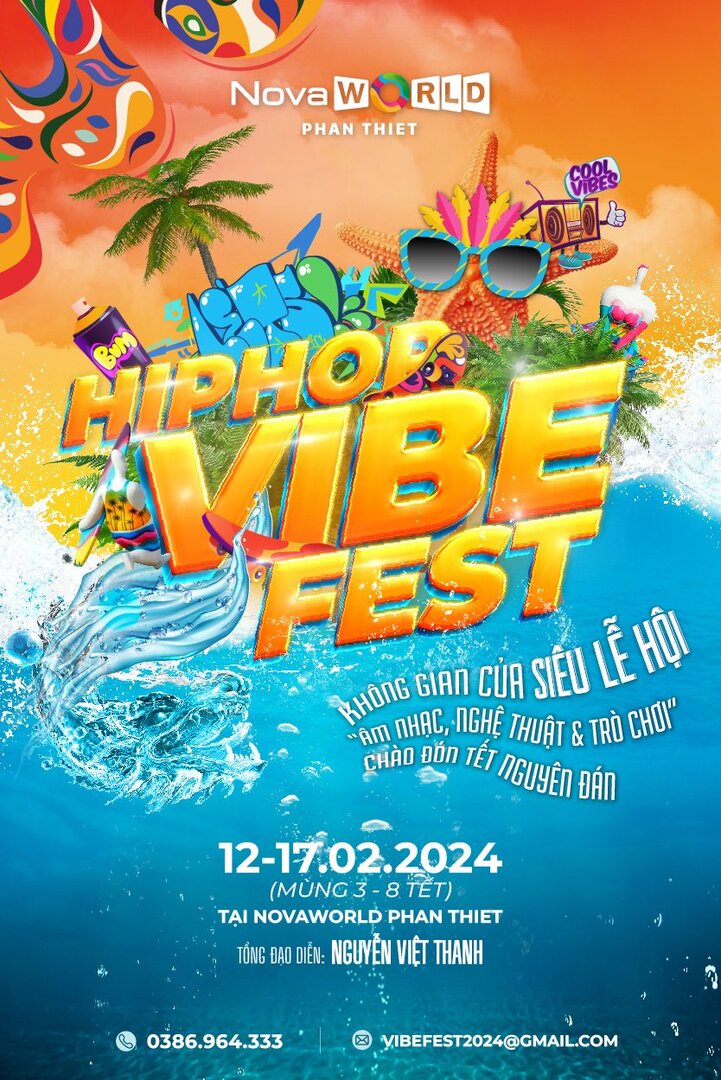 NovaWORLD
PHAN THIET
COOL
VIBES
BUM
HIPHOP
VIBE
FEST
KHÔNG GIAN CỦA SIÊU LỄ HỘI
"ÂM NHẠC, NGHỆ THUẬT & TRÒ CHƠI"
CHÀO ĐÓN TẾT NGUYÊN ĐÁN
12-17.02.2024
(MÙNG 3 - 8 TẾT)
TẠI NOVAWORLD PHAN THIET
TỔNG ĐẠO DIỄN: NGUYỄN VIỆT THANH
0386.964.333
VIBEFEST2024@GMAIL.COM